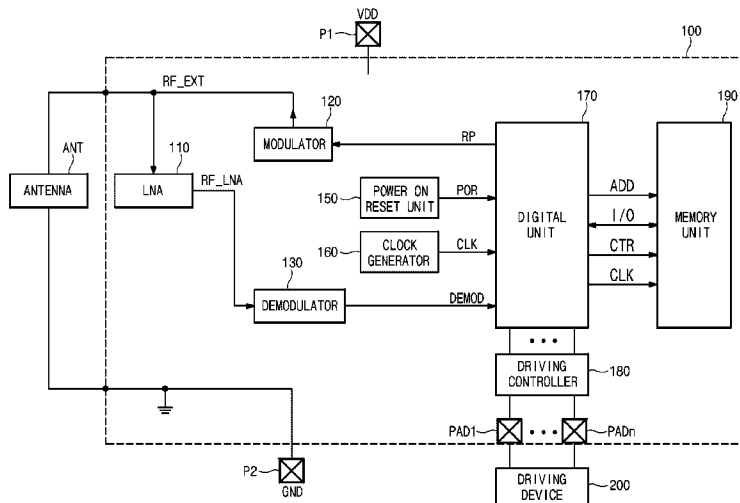 VDD
P1
100
RF_EXT
120
170
190
ANT
110
MODULATOR
RP
ANTENNA
LNA
RF_LNA
150
POWER ON
RESET UNIT
POR
DIGITAL
UNIT
ADD
I/O
MEMORY
UNIT
160
CLOCK
GENERATOR
CLK
CTR
130
CLK
DEMODULATOR
DEMOD
DRIVING
CONTROLLER
180
PAD1
PADn
P2
GND
DRIVING
DEVICE
200